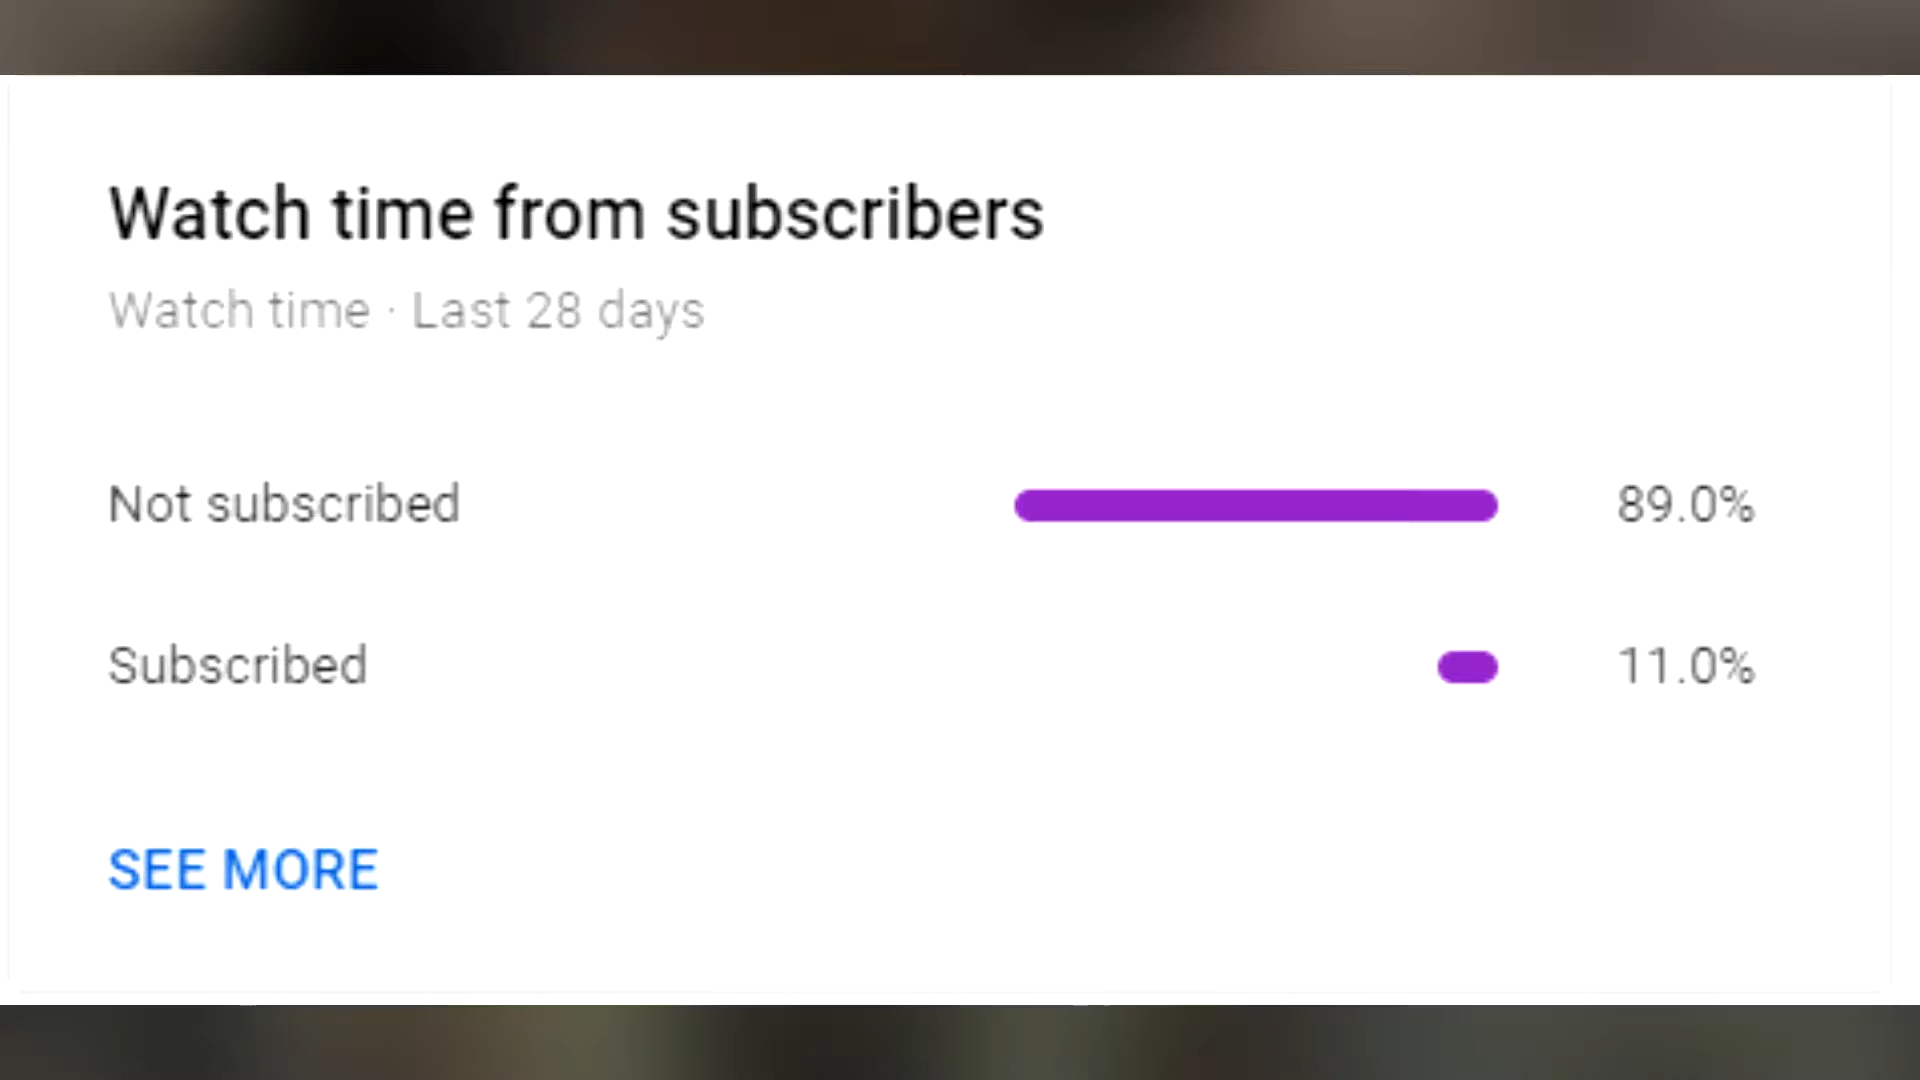 Watch time from subscribers
Watch time · Last 28 days
Not subscribed 89.0%
Subscribed 11.0%
SEE MORE